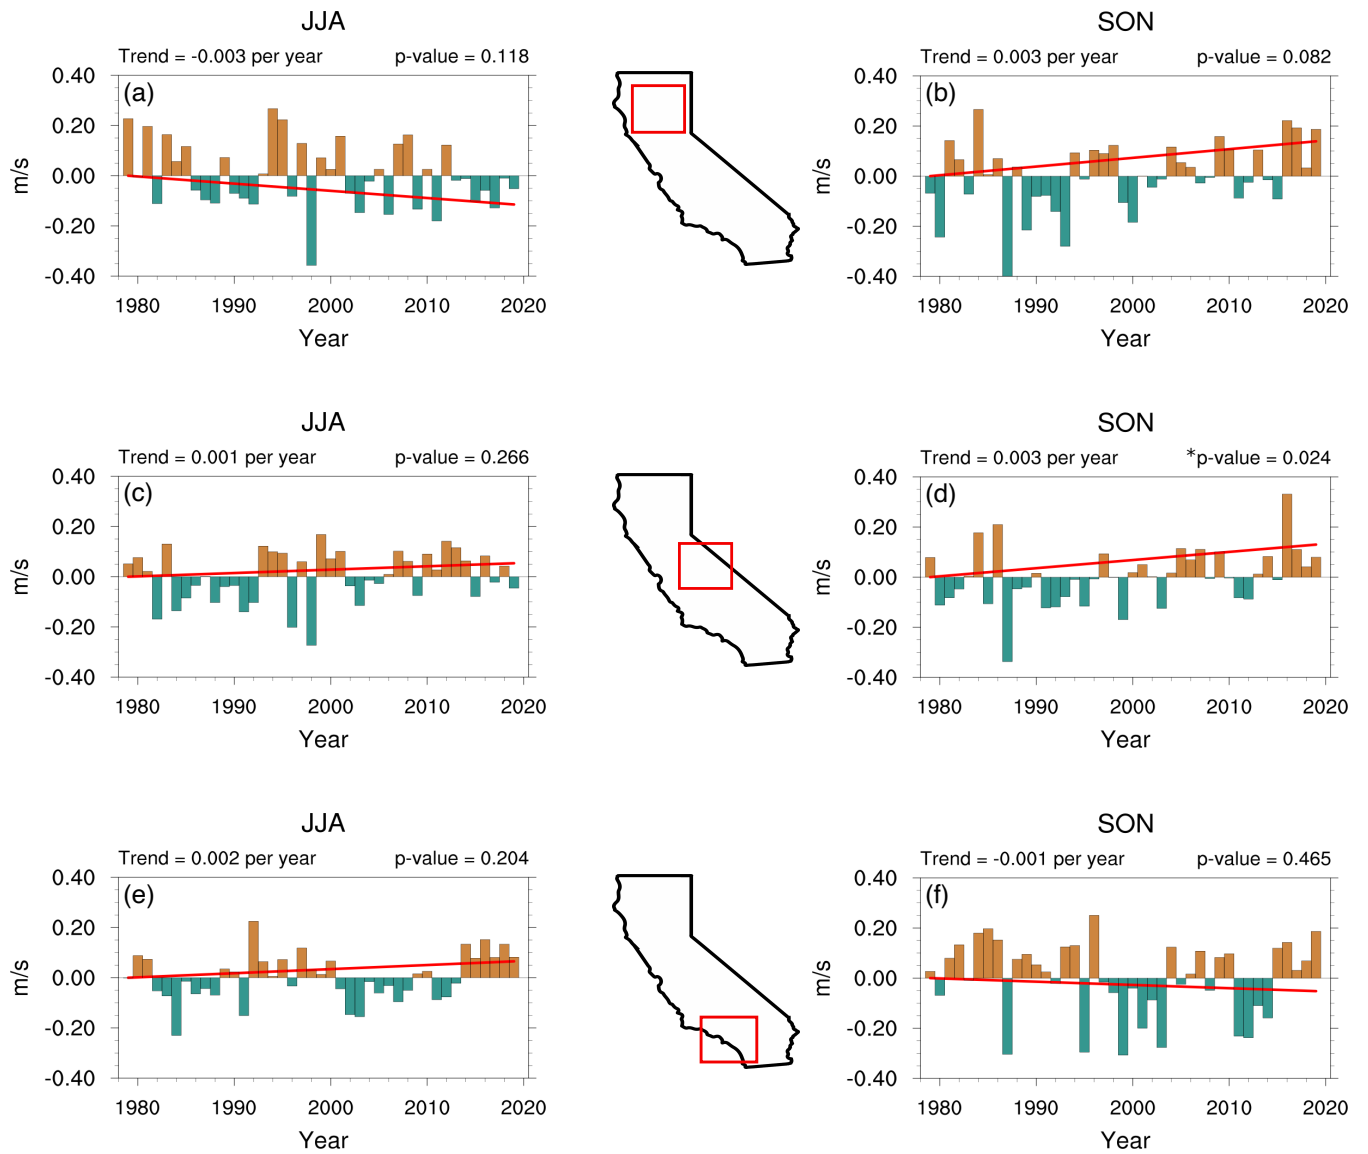 JJA
Trend = -0.003 per year p-value = 0.118
(a)
0.40
0.20
0.00
-0.20
-0.40
m/s
1980 1990 2000 2010 2020
Year
SON
Trend = 0.003 per year p-value = 0.082
(b)
0.40
0.20
0.00
-0.20
-0.40
m/s
1980 1990 2000 2010 2020
Year
JJA
Trend = 0.001 per year p-value = 0.266
(c)
0.40
0.20
0.00
-0.20
-0.40
m/s
1980 1990 2000 2010 2020
Year
SON
Trend = 0.003 per year *p-value = 0.024
(d)
0.40
0.20
0.00
-0.20
-0.40
m/s
1980 1990 2000 2010 2020
Year
JJA
Trend = 0.002 per year p-value = 0.204
(e)
0.40
0.20
0.00
-0.20
-0.40
m/s
1980 1990 2000 2010 2020
Year
SON
Trend = -0.001 per year p-value = 0.465
(f)
0.40
0.20
0.00
-0.20
-0.40
m/s
1980 1990 2000 2010 2020
Year